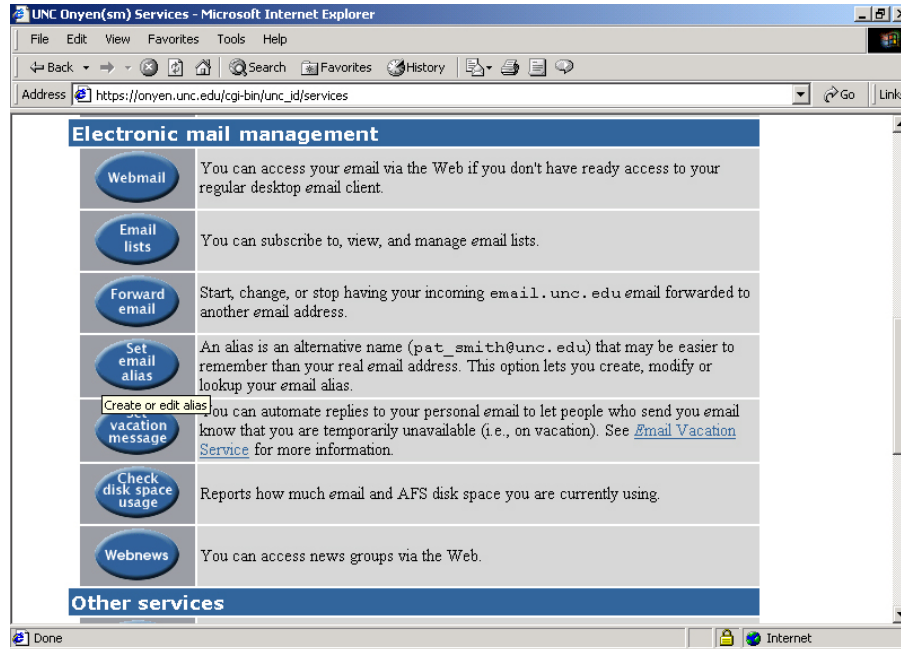 UNC Onyen(sm) Services - Microsoft Internet Explorer
File Edit View Favorites Tools Help
Back Search Favorites History
Address https://onyen.unc.edu/cgi-bin/unc_id/services Go Link
Electronic mail management
Webmail
You can access your email via the Web if you don't have ready access to your
regular desktop email client.
Email
lists
You can subscribe to, view, and manage email lists.
Forward
email
Start, change, or stop having your incoming email.unc.edu email forwarded to
another email address.
Set
email
alias
An alias is an alternative name (pat_smith@unc.edu) that may be easier to
remember than your real email address. This option lets you create, modify or
lookup your email alias.
Create or edit alias
vacation
message
You can automate replies to your personal email to let people who send you email
know that you are temporarily unavailable (i.e., on vacation). See Email Vacation
Service for more information.
Check
disk space
usage
Reports how much email and AFS disk space you are currently using.
Webnews
You can access news groups via the Web.
Other services
Done Internet